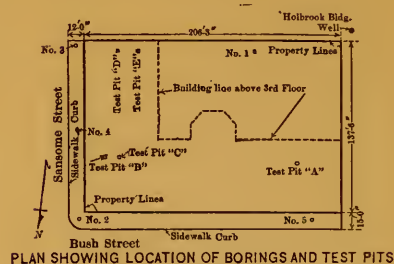 Holbrook Bldg.
Well
12'0"
206'3"
No. 3
No. 1
Property Lines
Test Pit "D"
Test Pit "E"
Building line above 3rd Floor
Sansome Street
Sidewalk Curb
No. 4
137'6"
Test Pit "C"
Test Pit "B"
Test Pit "A"
Property Lines
15'0"
N
No. 2
No. 5
Sidewalk Curb
Bush Street
PLAN SHOWING LOCATION OF BORINGS AND TEST PITS